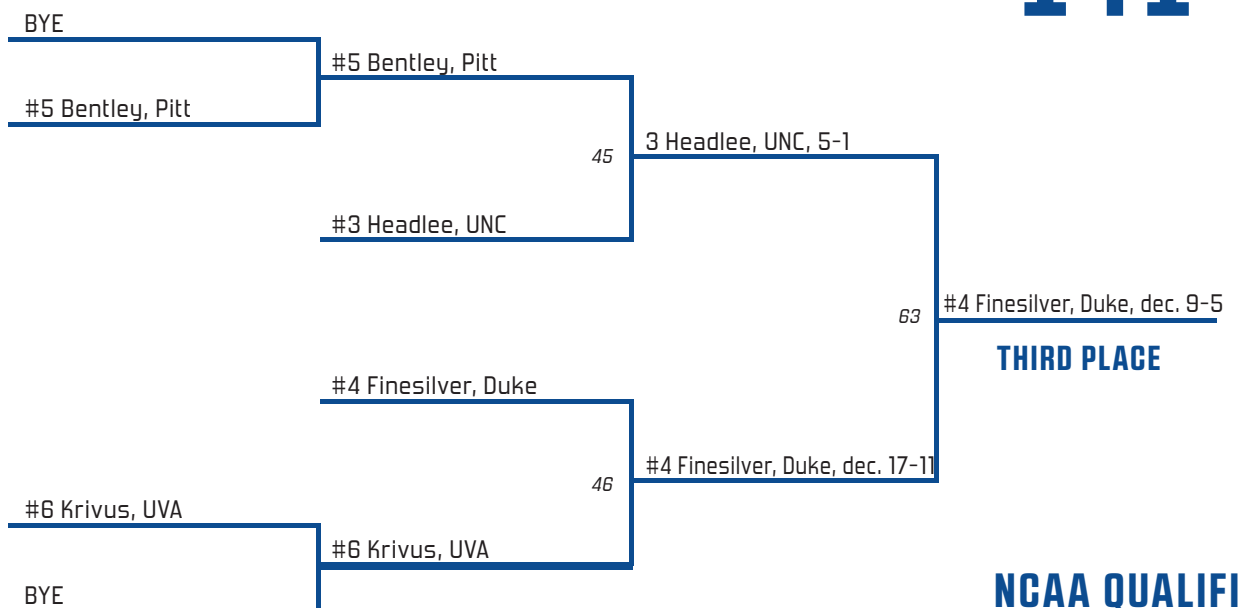 BYE
#5 Bentley, Pitt
#5 Bentley, Pitt
3 Headlee, UNC, 5-1
45
#3 Headlee, UNC
#4 Finesilver, Duke, dec. 9-5
63
THIRD PLACE
#4 Finesilver, Duke
#4 Finesilver, Duke, dec. 17-11
46
#6 Krivus, UVA
#6 Krivus, UVA
BYE
NCAA QUALIFI